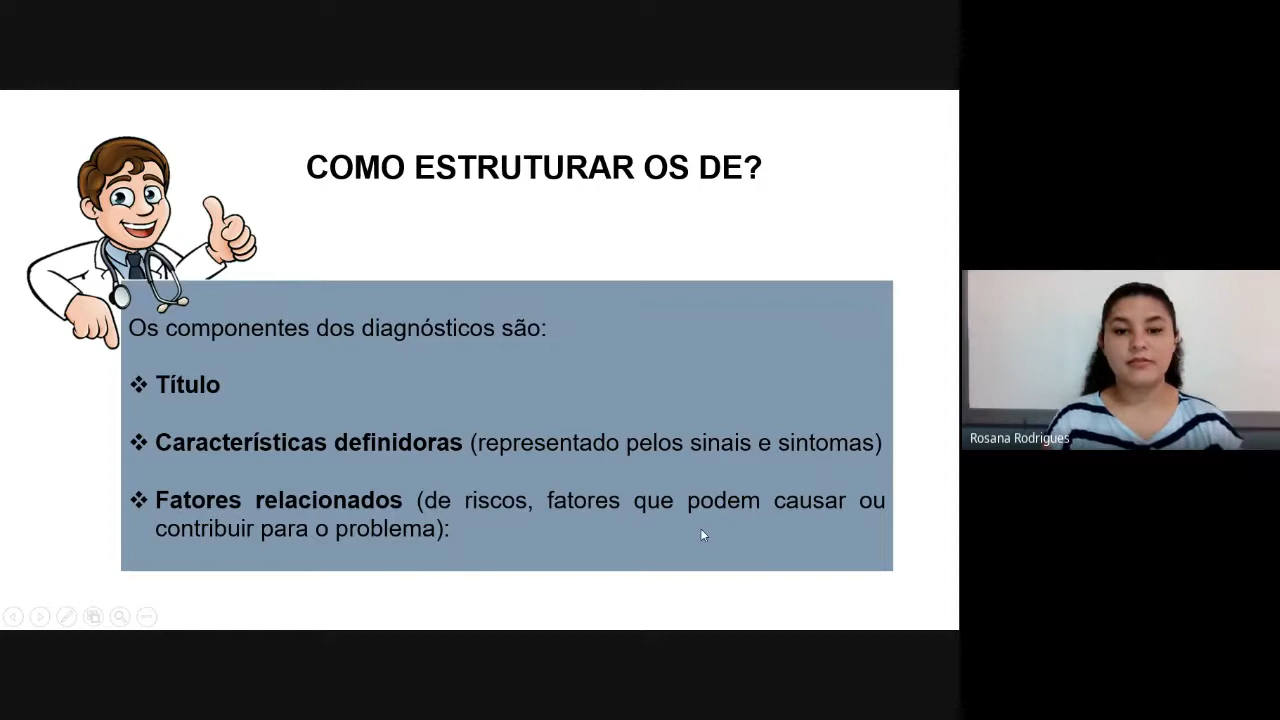 COMO ESTRUTURAR OS DE?
Os componentes dos diagnósticos são:
❖ Título
❖ Características definidoras (representado pelos sinais e sintomas)
❖ Fatores relacionados (de riscos, fatores que podem causar ou
contribuir para o problema):
Rosana Rodrigues